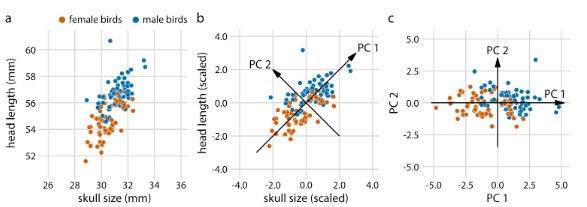 a
female birds
male birds
b
c
head length (mm)
60
58
56
54
52
26
28
30
32
34
36
skull size (mm)
PC 2
PC 1
head length (scaled)
4.0
2.0
0.0
-2.0
-4.0
-4.0
-2.0
0.0
2.0
4.0
skull size (scaled)
PC 2
PC 1
PC 2
5.0
2.5
0.0
-2.5
-5.0
-5.0
-2.5
0.0
2.5
5.0
PC 1